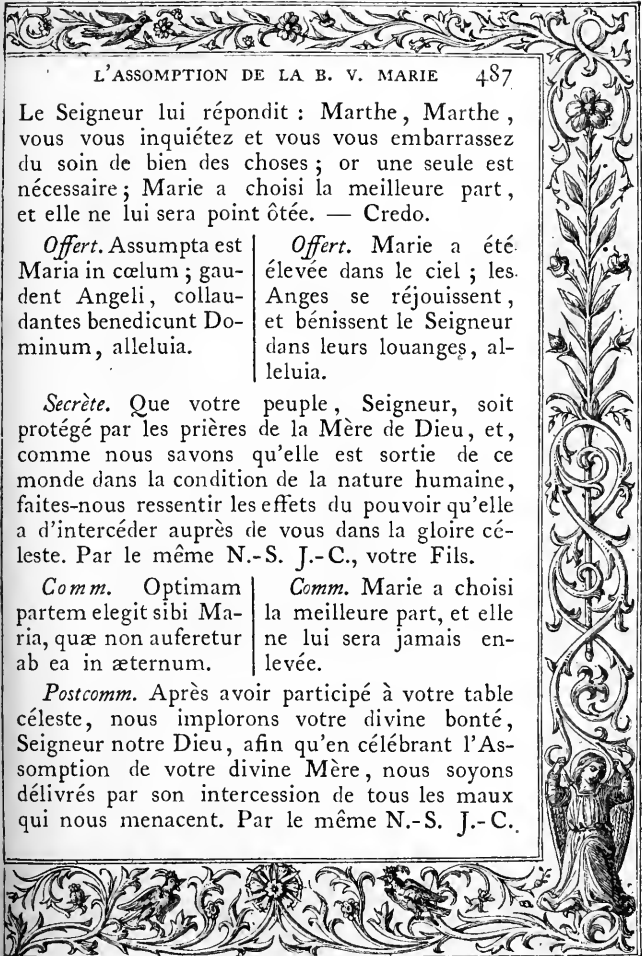 L'ASSOMPTION DE LA B. V. MARIE 487
Le Seigneur lui répondit : Marthe, Marthe,
vous vous inquiétez et vous vous embarrassez
du soin de bien des choses ; or une seule est
nécessaire ; Marie a choisi la meilleure part,
et elle ne lui sera point ôtée. — Credo.
Offert. Assumpta est
Maria in cœlum ; gau-
dent Angeli, collau-
dantes benedicunt Do-
minum, alleluia.
Offert. Marie a été
élevée dans le ciel ; les
Anges se réjouissent,
et bénissent le Seigneur
dans leurs louanges, al-
leluia.
Secrète. Que votre peuple, Seigneur, soit
protégé par les prières de la Mère de Dieu, et,
comme nous savons qu'elle est sortie de ce
monde dans la condition de la nature humaine,
faites-nous ressentir les effets du pouvoir qu'elle
a d'intercéder auprès de vous dans la gloire cé-
leste. Par le même N.-S. J.-C., votre Fils.
Comm. Optimam
partem elegit sibi Ma-
ria, quæ non auferetur
ab ea in æternum.
Comm. Marie a choisi
la meilleure part, et elle
ne lui sera jamais en-
levée.
Postcomm. Après avoir participé à votre table
céleste, nous implorons votre divine bonté,
Seigneur notre Dieu, afin qu'en célébrant l'As-
somption de votre divine Mère, nous soyons
délivrés par son intercession de tous les maux
qui nous menacent. Par le même N.-S. J.-C.